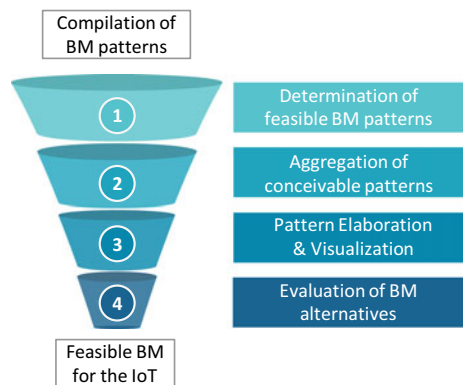 Compilation of
BM patterns
1
Determination of
feasible BM patterns
2
Aggregation of
conceivable patterns
3
Pattern Elaboration
& Visualization
4
Evaluation of BM
alternatives
Feasible BM
for the IoT